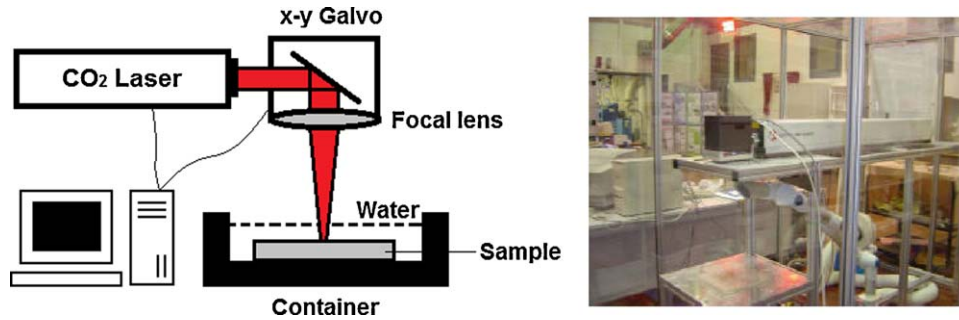 x-y Galvo
CO₂ Laser
Focal lens
Water
Sample
Container